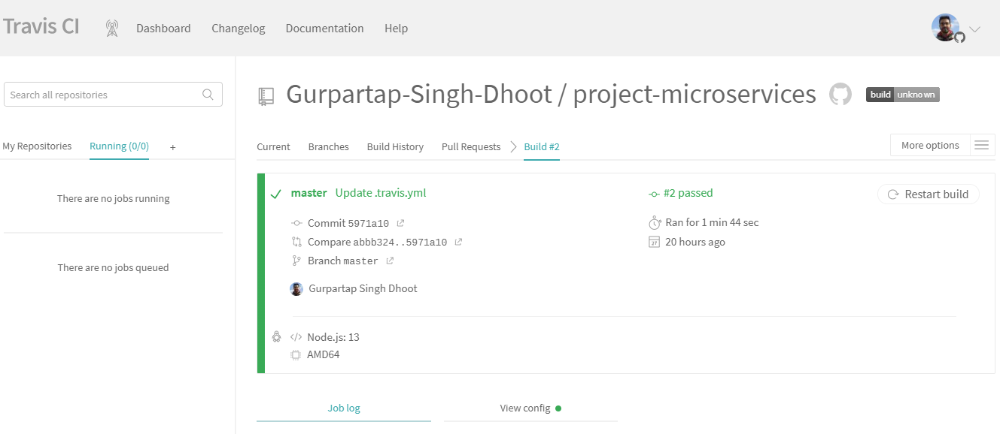 Travis CI
Dashboard Changelog Documentation Help
Search all repositories
My Repositories Running (0/0) +
There are no jobs running
There are no jobs queued
Gurpartap-Singh-Dhoot / project-microservices build unknown
Current Branches Build History Pull Requests Build #2
More options
master Update .travis.yml
#2 passed
Restart build
Commit 5971a10
Ran for 1 min 44 sec
Compare abbb324..5971a10
27 20 hours ago
Branch master
Gurpartap Singh Dhoot
</> Node.js: 13
AMD64
Job log View config